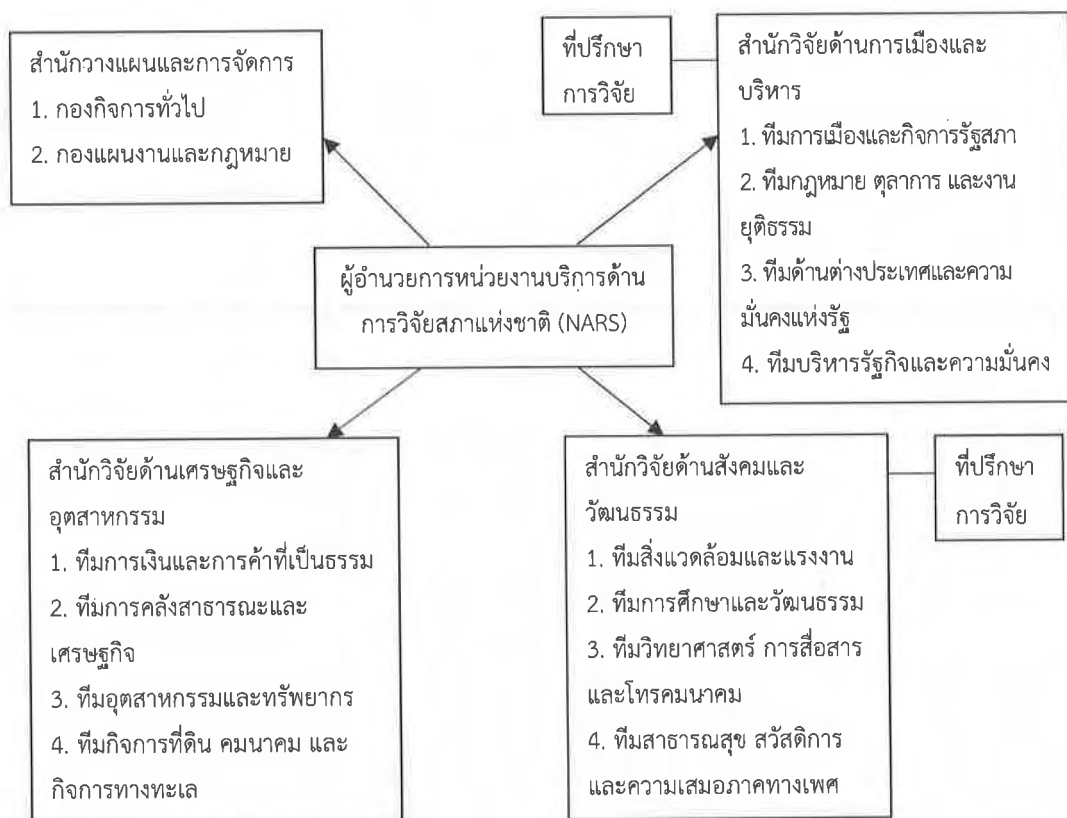 สำนักวางแผนและการจัดการ
1. กองกิจการทั่วไป
2. กองแผนงานและกฎหมาย
ที่ปรึกษา
การวิจัย
สำนักวิจัยด้านการเมืองและ
บริหาร
1. ทีมการเมืองและกิจการรัฐสภา
2. ทีมกฎหมาย ตุลาการ และงาน
ยุติธรรม
3. ทีมด้านต่างประเทศและความ
มั่นคงแห่งรัฐ
4. ทีมบริหารรัฐกิจและความมั่นคง
ผู้อำนวยการหน่วยงานบริการด้าน
การวิจัยสภาแห่งชาติ (NARS)
สำนักวิจัยด้านเศรษฐกิจและ
อุตสาหกรรม
1. ทีมการเงินและการค้าที่เป็นธรรม
2. ทีมการคลังสาธารณะและ
เศรษฐกิจ
3. ทีมอุตสาหกรรมและทรัพยากร
4. ทีมกิจการที่ดิน คมนาคม และ
กิจการทางทะเล
สำนักวิจัยด้านสังคมและ
วัฒนธรรม
1. ทีมสิ่งแวดล้อมและแรงงาน
2. ทีมการศึกษาและวัฒนธรรม
3. ทีมวิทยาศาสตร์ การสื่อสาร
และโทรคมนาคม
4. ทีมสาธารณสุข สวัสดิการ
และความเสมอภาคทางเพศ
ที่ปรึกษา
การวิจัย